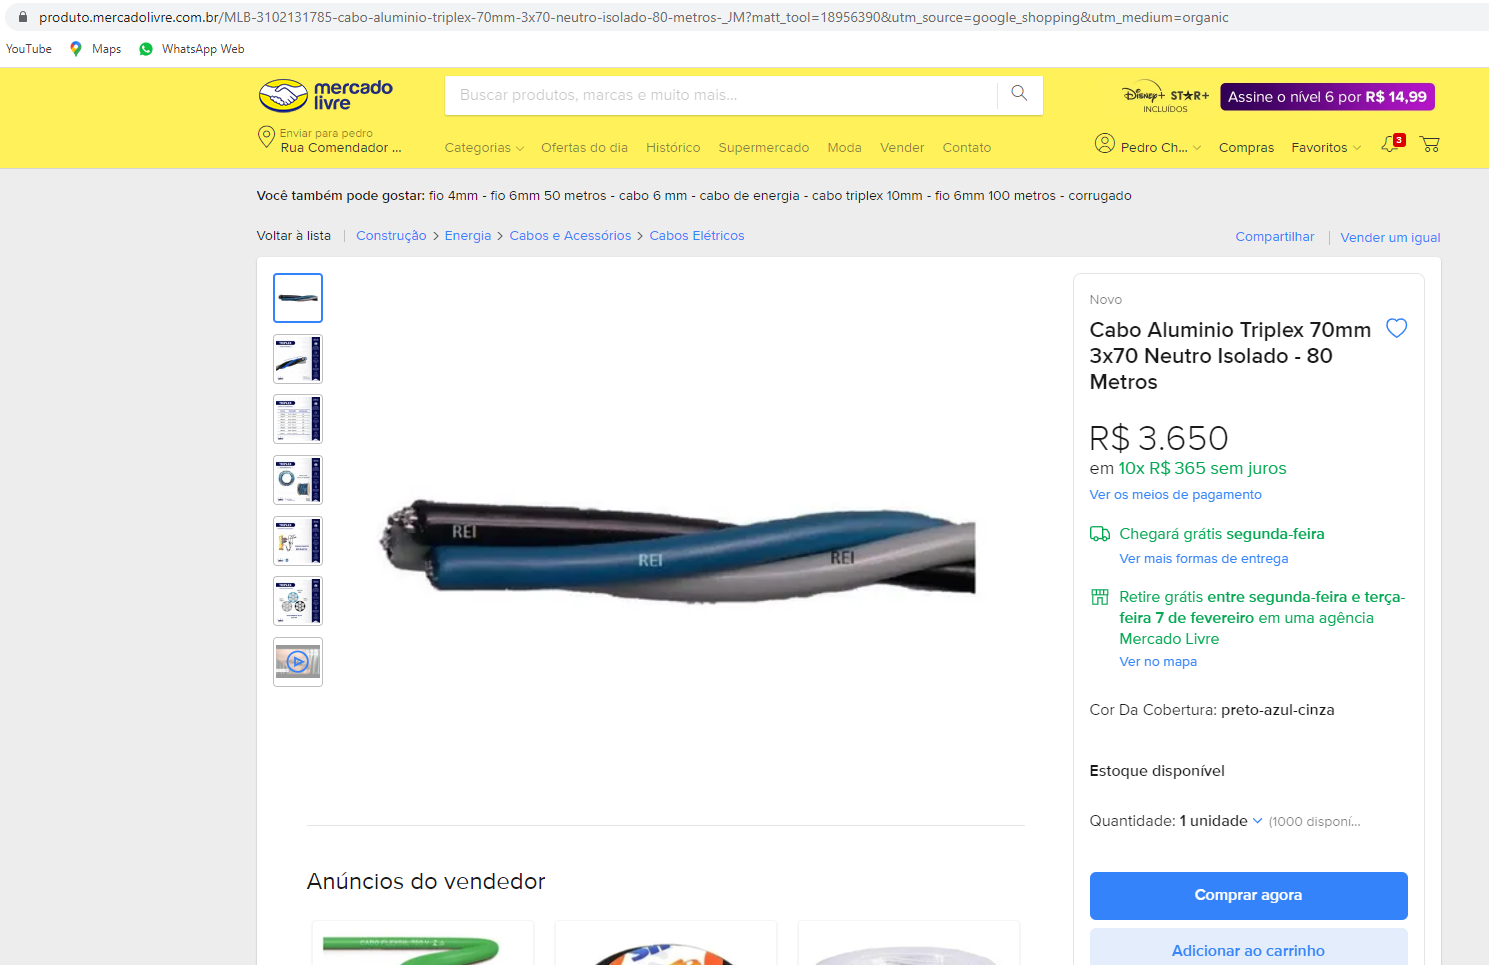 produto.mercadolivre.com.br/MLB-3102131785-cabo-aluminio-triplex-70mm-3x70-neutro-isolado-80-metros-_JM?matt_tool=18956390&utm_source=google_shopping&utm_medium=organic
YouTube Maps WhatsApp Web
mercado
livre
Buscar produtos, marcas e muito mais...
Disney+ STAR+
INCLUÍDOS
Assine o nível 6 por R$ 14,99
Enviar para pedro
Rua Comendador ...
Categorias Ofertas do dia Histórico Supermercado Moda Vender Contato
Pedro Ch... Compras Favoritos 3
Você também pode gostar: fio 4mm - fio 6mm 50 metros - cabo 6 mm - cabo de energia - cabo triplex 10mm - fio 6mm 100 metros - corrugado
Voltar à lista | Construção > Energia > Cabos e Acessórios > Cabos Elétricos
Compartilhar | Vender um igual
TRIPLEX
TRIPLEX
TRIPLEX
TRIPLEX
TRIPLEX
REI
REI
REI
Novo
Cabo Aluminio Triplex 70mm
3x70 Neutro Isolado - 80
Metros
R$ 3.650
em 10x R$ 365 sem juros
Ver os meios de pagamento
Chegará grátis segunda-feira
Ver mais formas de entrega
Retire grátis entre segunda-feira e terça-
feira 7 de fevereiro em uma agência
Mercado Livre
Ver no mapa
Cor Da Cobertura: preto-azul-cinza
Estoque disponível
Quantidade: 1 unidade (1000 disponí...
Comprar agora
Adicionar ao carrinho
Anúncios do vendedor